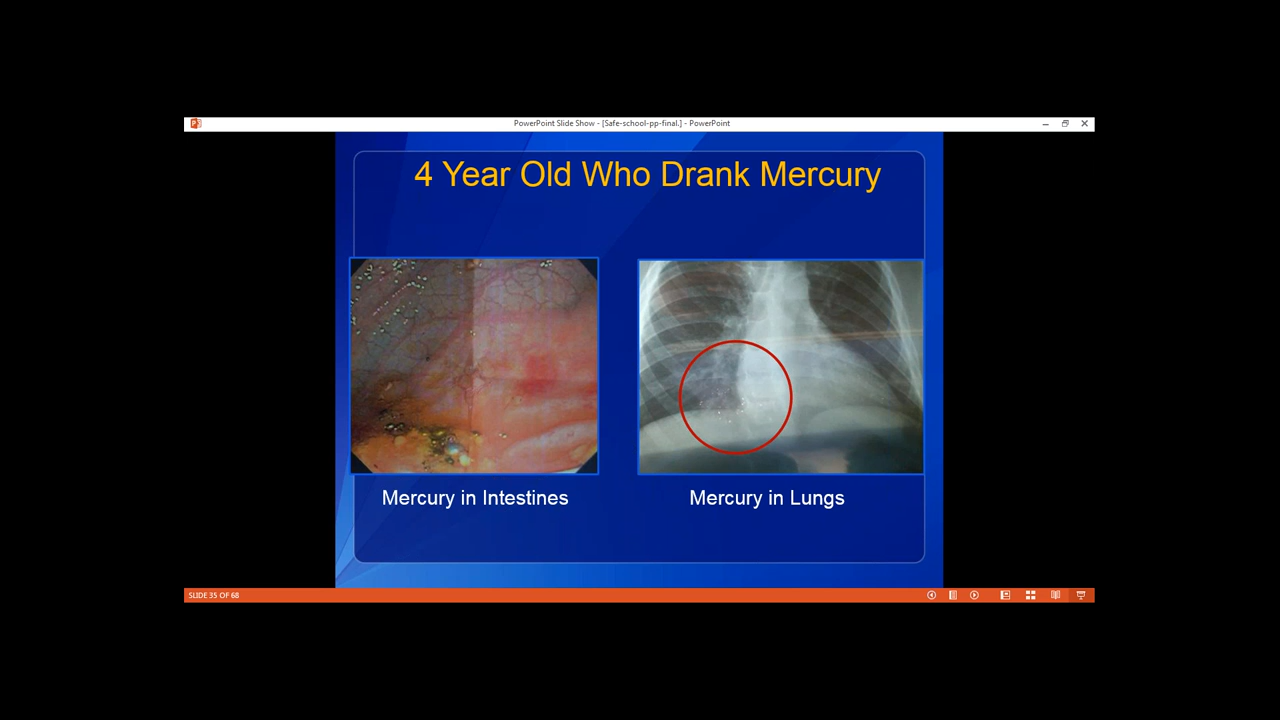 PowerPoint Slide Show - [Safe-school-pp-final.] - PowerPoint
4 Year Old Who Drank Mercury
Mercury in Intestines
Mercury in Lungs
SLIDE 35 OF 68